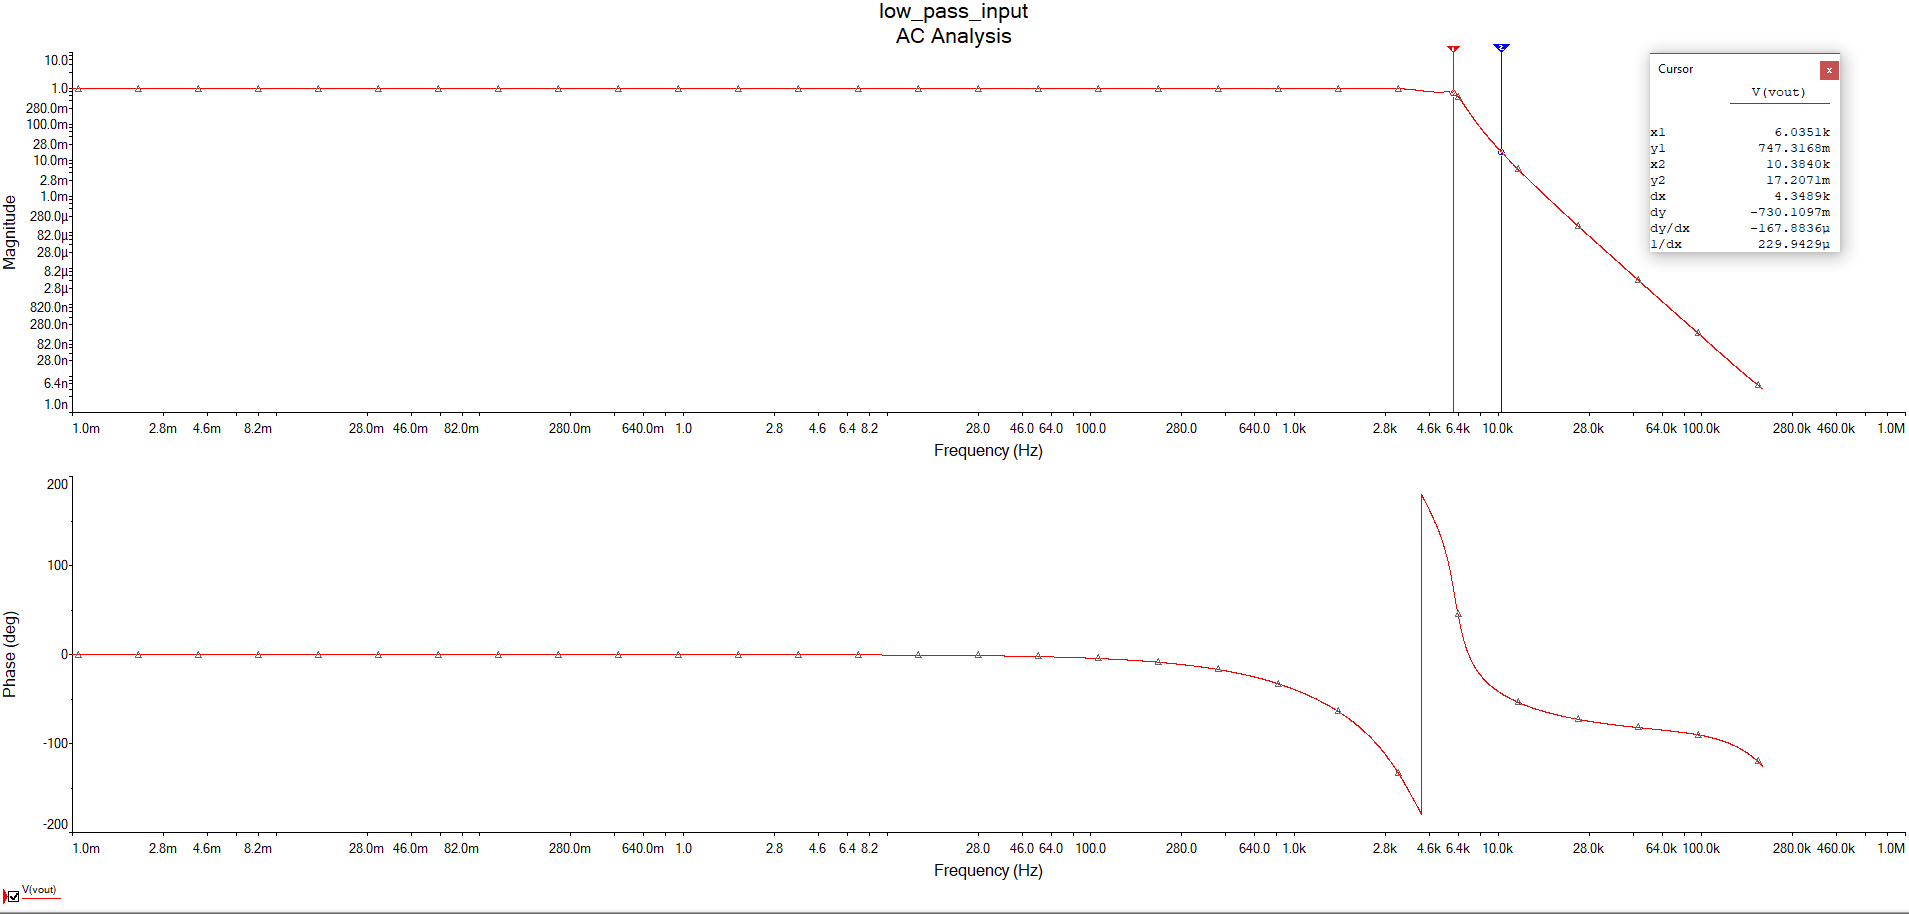 low_pass_input
AC Analysis
Cursor
x
V(vout)
x1 6.0351k
y1 747.3168m
x2 10.3840k
y2 17.2071m
dx 4.3489k
dy -730.1097m
dy/dx -167.8836µ
1/dx 229.9429µ
1
2
Magnitude
10.0
1.0
280.0m
100.0m
28.0m
10.0m
2.8m
1.0m
280.0µ
82.0µ
28.0µ
8.2µ
2.8µ
820.0n
280.0n
82.0n
28.0n
6.4n
1.0n
1.0m 2.8m 4.6m 8.2m 28.0m 46.0m 82.0m 280.0m 640.0m 1.0 2.8 4.6 6.4 8.2 28.0 46.0 64.0 100.0 280.0 640.0 1.0k 2.8k 4.6k 6.4k 10.0k 28.0k 64.0k 100.0k 280.0k 460.0k 1.0M
Frequency (Hz)
Phase (deg)
200
100
0
-100
-200
1.0m 2.8m 4.6m 8.2m 28.0m 46.0m 82.0m 280.0m 640.0m 1.0 2.8 4.6 6.4 8.2 28.0 46.0 64.0 100.0 280.0 640.0 1.0k 2.8k 4.6k 6.4k 10.0k 28.0k 64.0k 100.0k 280.0k 460.0k 1.0M
Frequency (Hz)
V(vout)